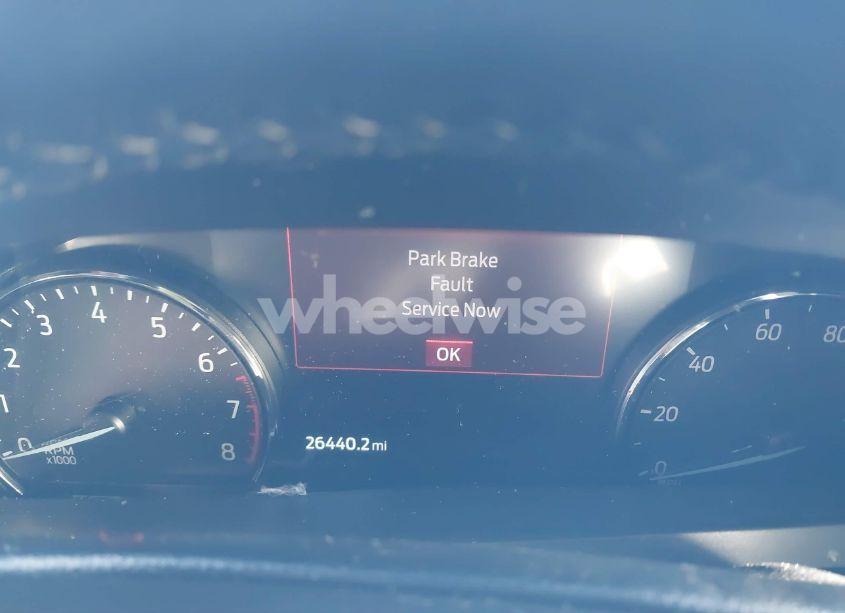 Park Brake
Fault
Service Now
OK
wheelwise
26440.2 mi
0 1 2 3 4 5 6 7 8
RPM
x1000
0 20 40 60 80